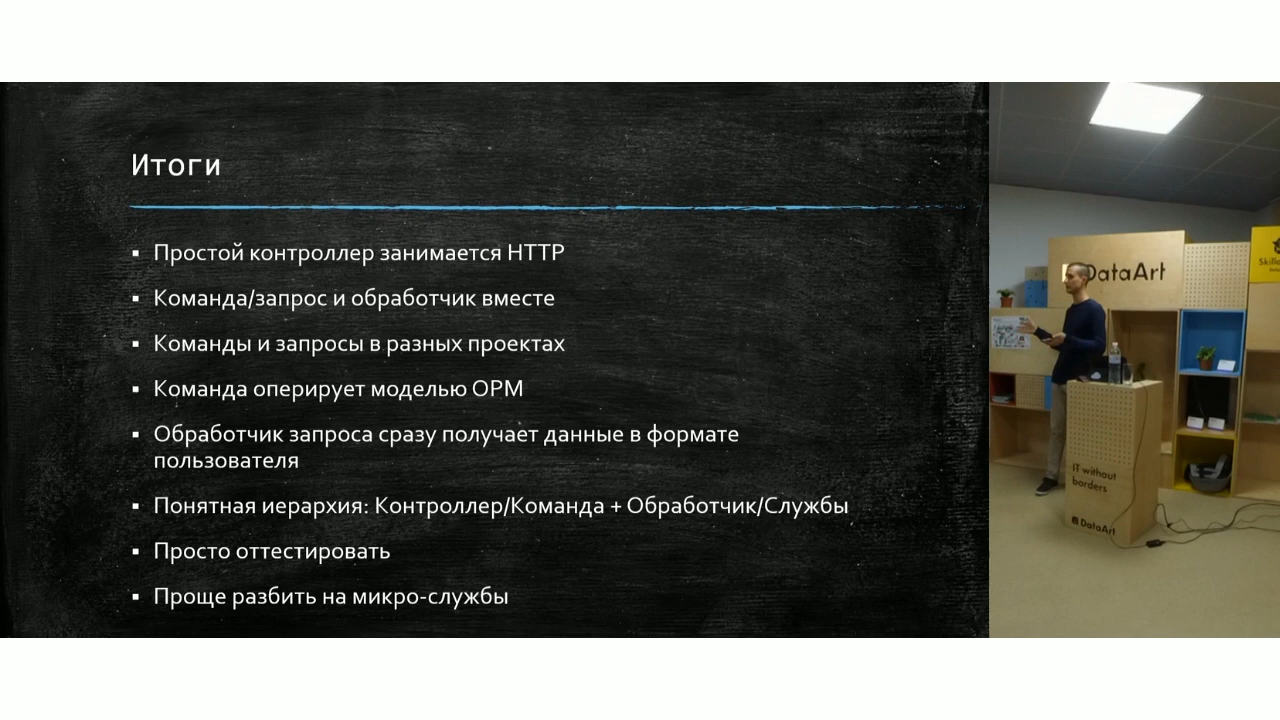 Итоги
▪ Простой контроллер занимается HTTP
▪ Команда/запрос и обработчик вместе
▪ Команды и запросы в разных проектах
▪ Команда оперирует моделью ОРМ
▪ Обработчик запроса сразу получает данные в формате
пользователя
▪ Понятная иерархия: Контроллер/Команда + Обработчик/Службы
▪ Просто оттестировать
▪ Проще разбить на микро-службы
DataArt
IT without
borders
DataArt